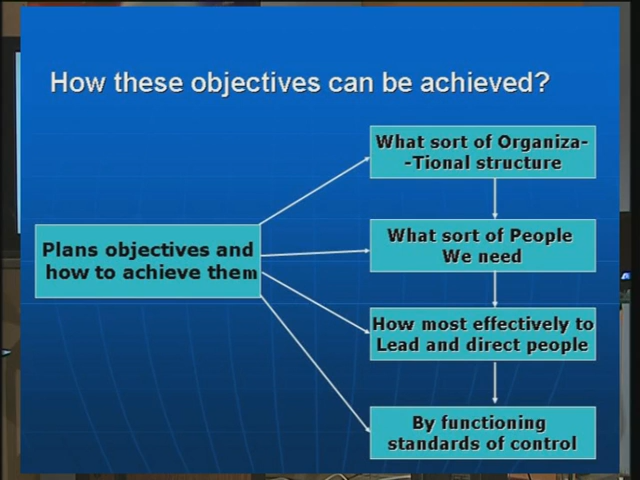 How these objectives can be achieved?
What sort of Organiza-
-Tional structure
Plans objectives and
how to achieve them
What sort of People
We need
How most effectively to
Lead and direct people
By functioning
standards of control